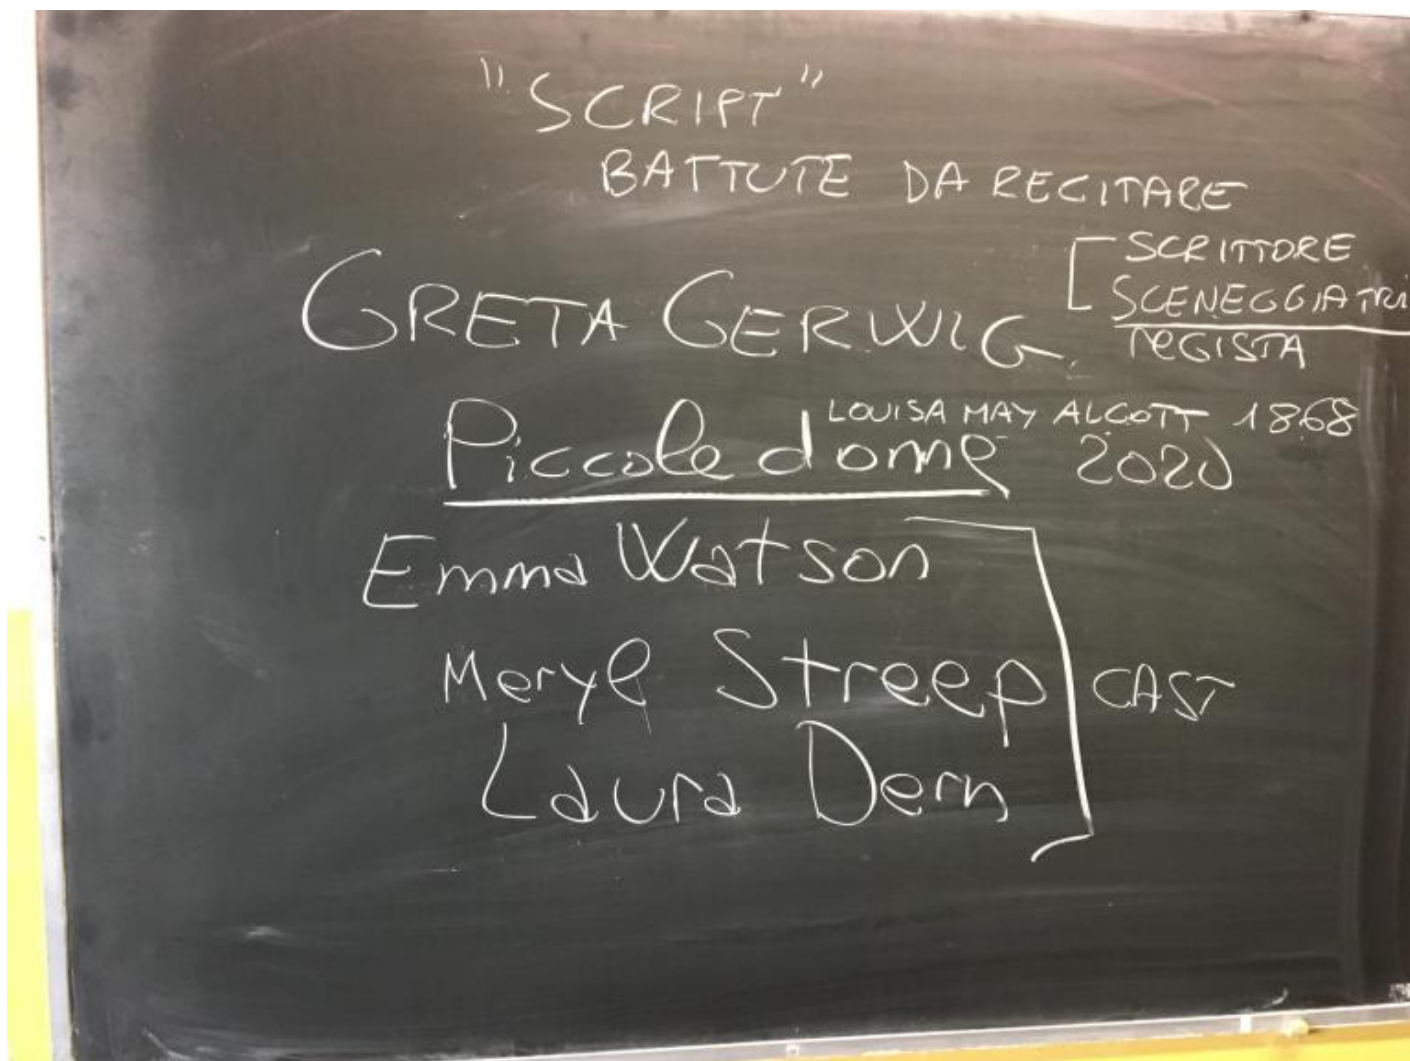 "SCRIPT"
BATTUTE DA RECITARE
SCRITTORE
SCENEGGIATRI
GRETA GERWIG
REGISTA
LOUISA MAY ALCOTT 1868
Piccole donne 2020
Emma Watson
Meryl Streep
CAST
Laura Dern